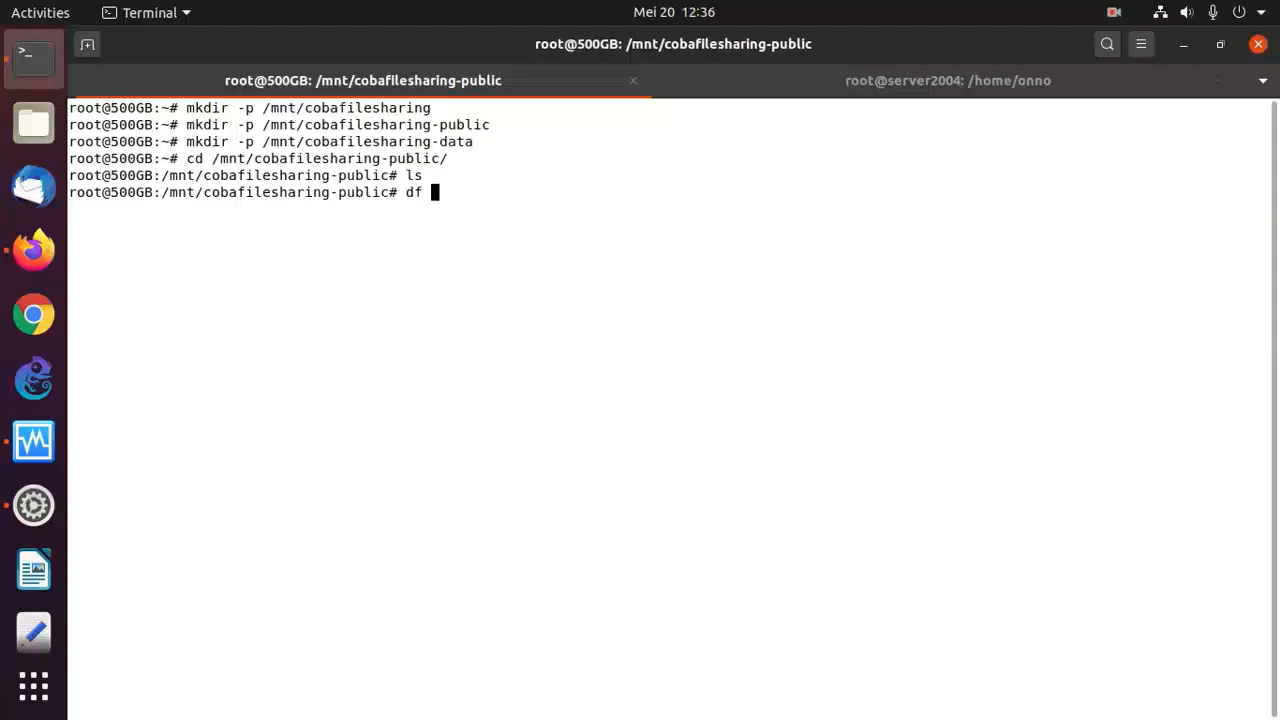 Activities
Terminal
Mei 20 12:36
root@500GB: /mnt/cobafilesharing-public
root@500GB: /mnt/cobafilesharing-public
root@server2004: /home/onno
root@500GB:~# mkdir -p /mnt/cobafilesharing
root@500GB:~# mkdir -p /mnt/cobafilesharing-public
root@500GB:~# mkdir -p /mnt/cobafilesharing-data
root@500GB:~# cd /mnt/cobafilesharing-public/
root@500GB:/mnt/cobafilesharing-public# ls
root@500GB:/mnt/cobafilesharing-public# df